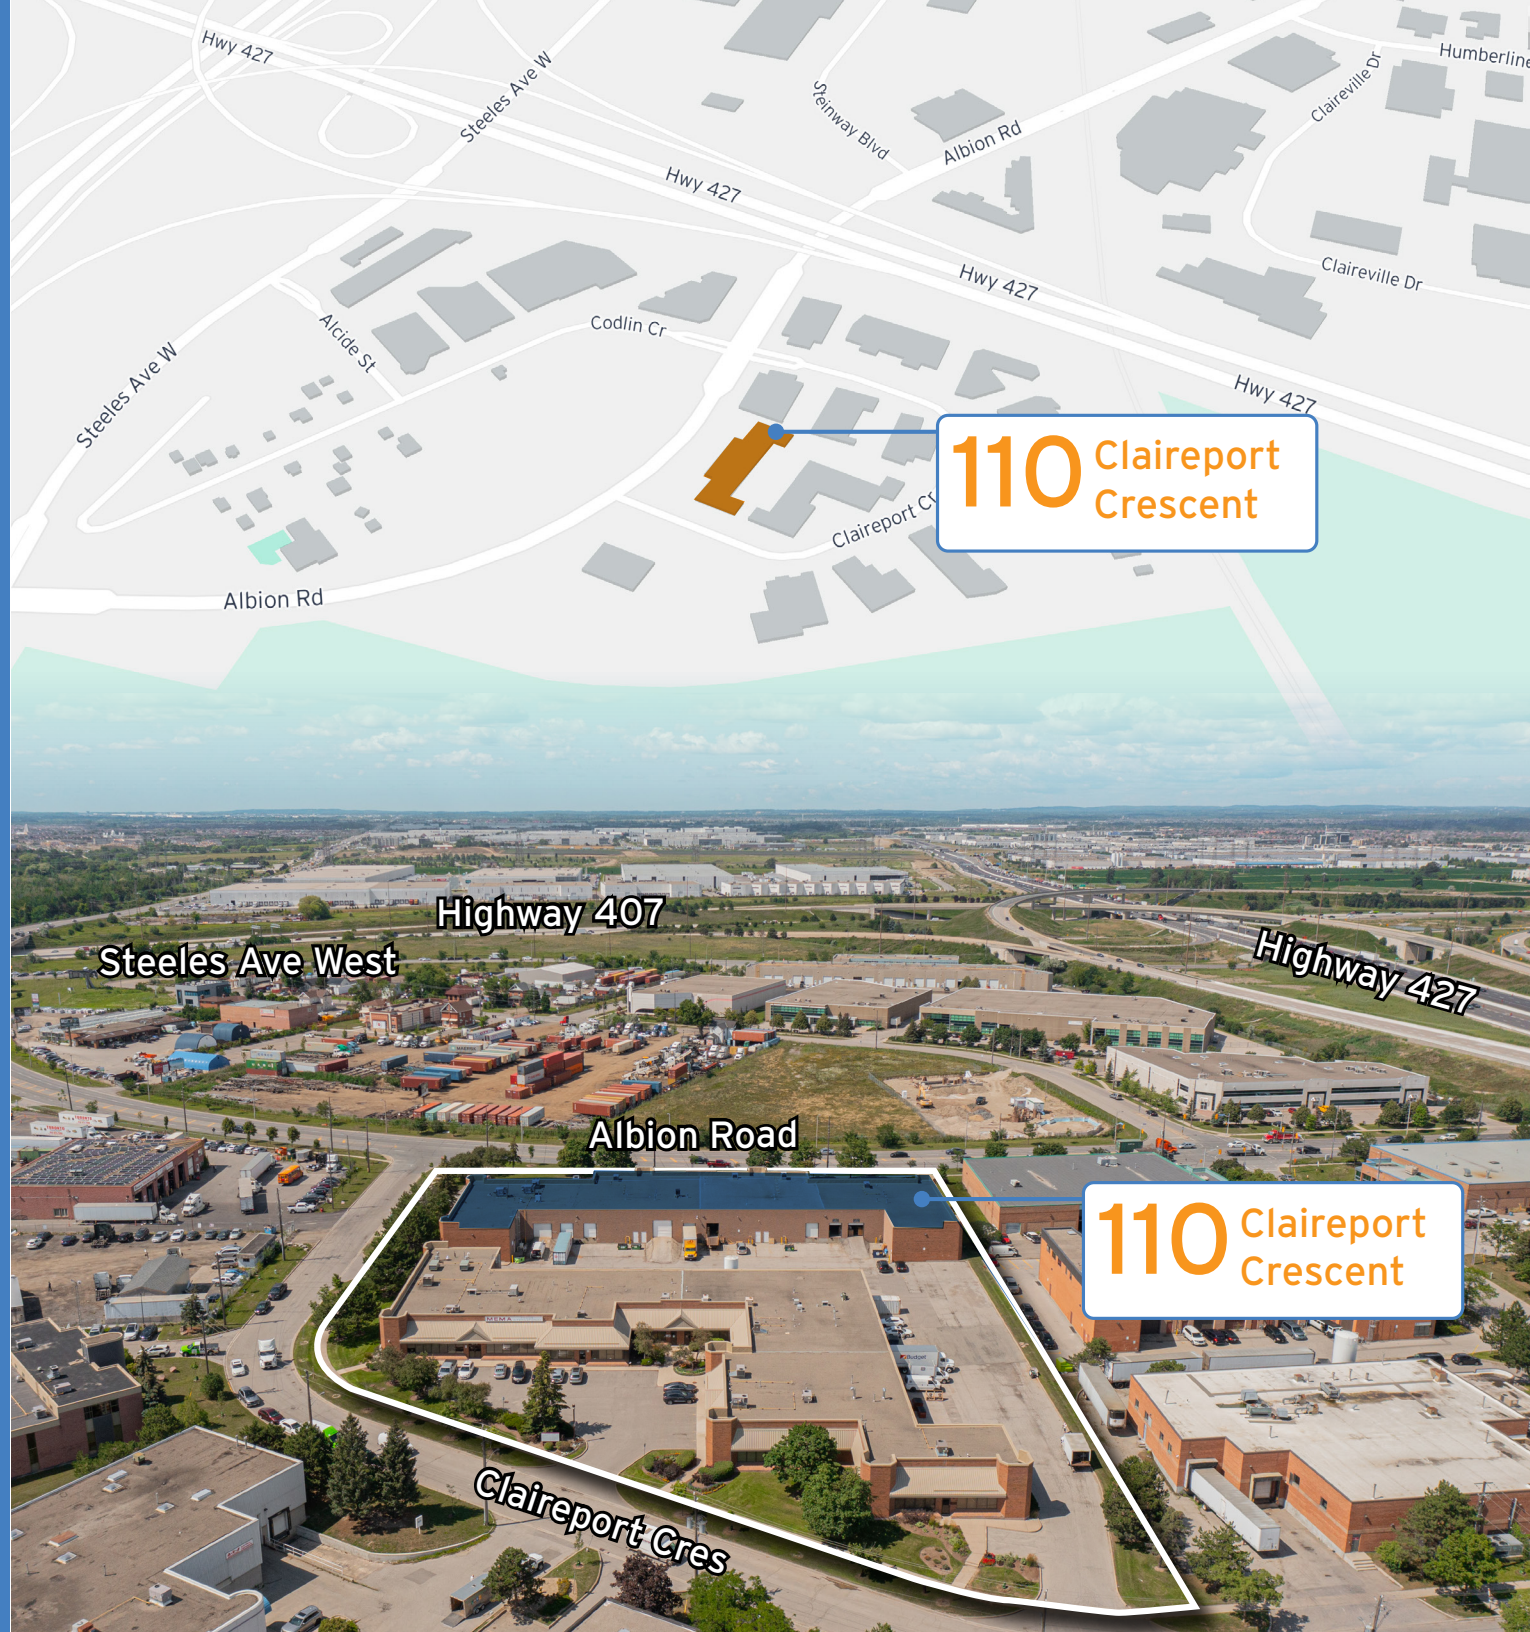 Hwy 427
Steeles Ave W
Steinway Blvd
Albion Rd
Claireville Dr
Humberline
Hwy 427
Hwy 427
Claireville Dr
Alcide St
Codlin Cr
Steeles Ave W
Hwy 427
110 Claireport
Crescent
Claireport Cr
Albion Rd
Highway 407
Steeles Ave West
Highway 427
Albion Road
110 Claireport
Crescent
MEMA
Budget
Claireport Cres